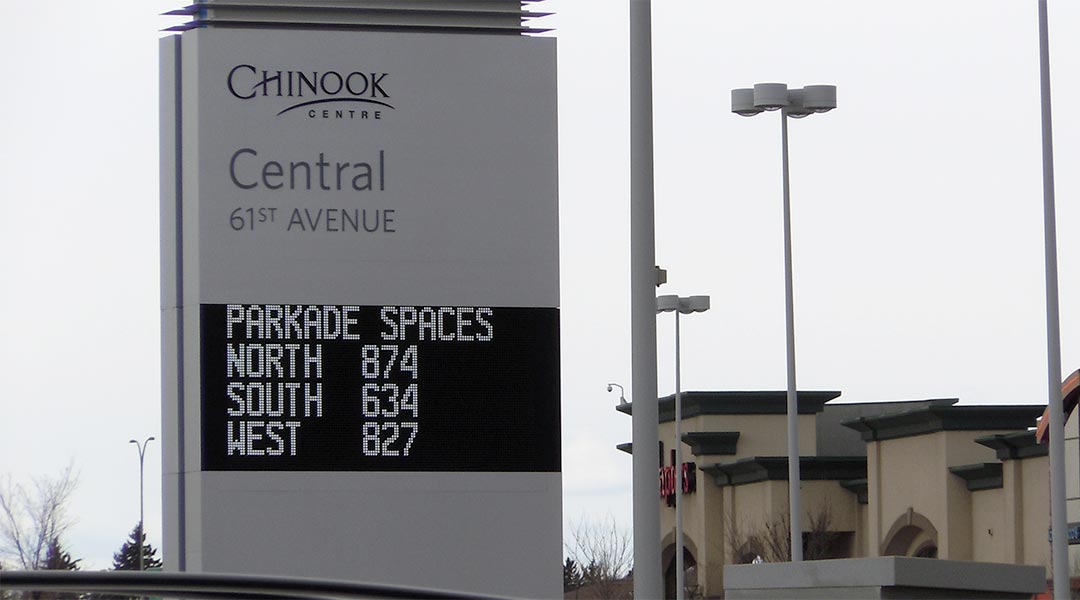 CHINOOK
CENTRE
Central
61ST AVENUE
PARKADE SPACES
NORTH 874
SOUTH 634
WEST 827